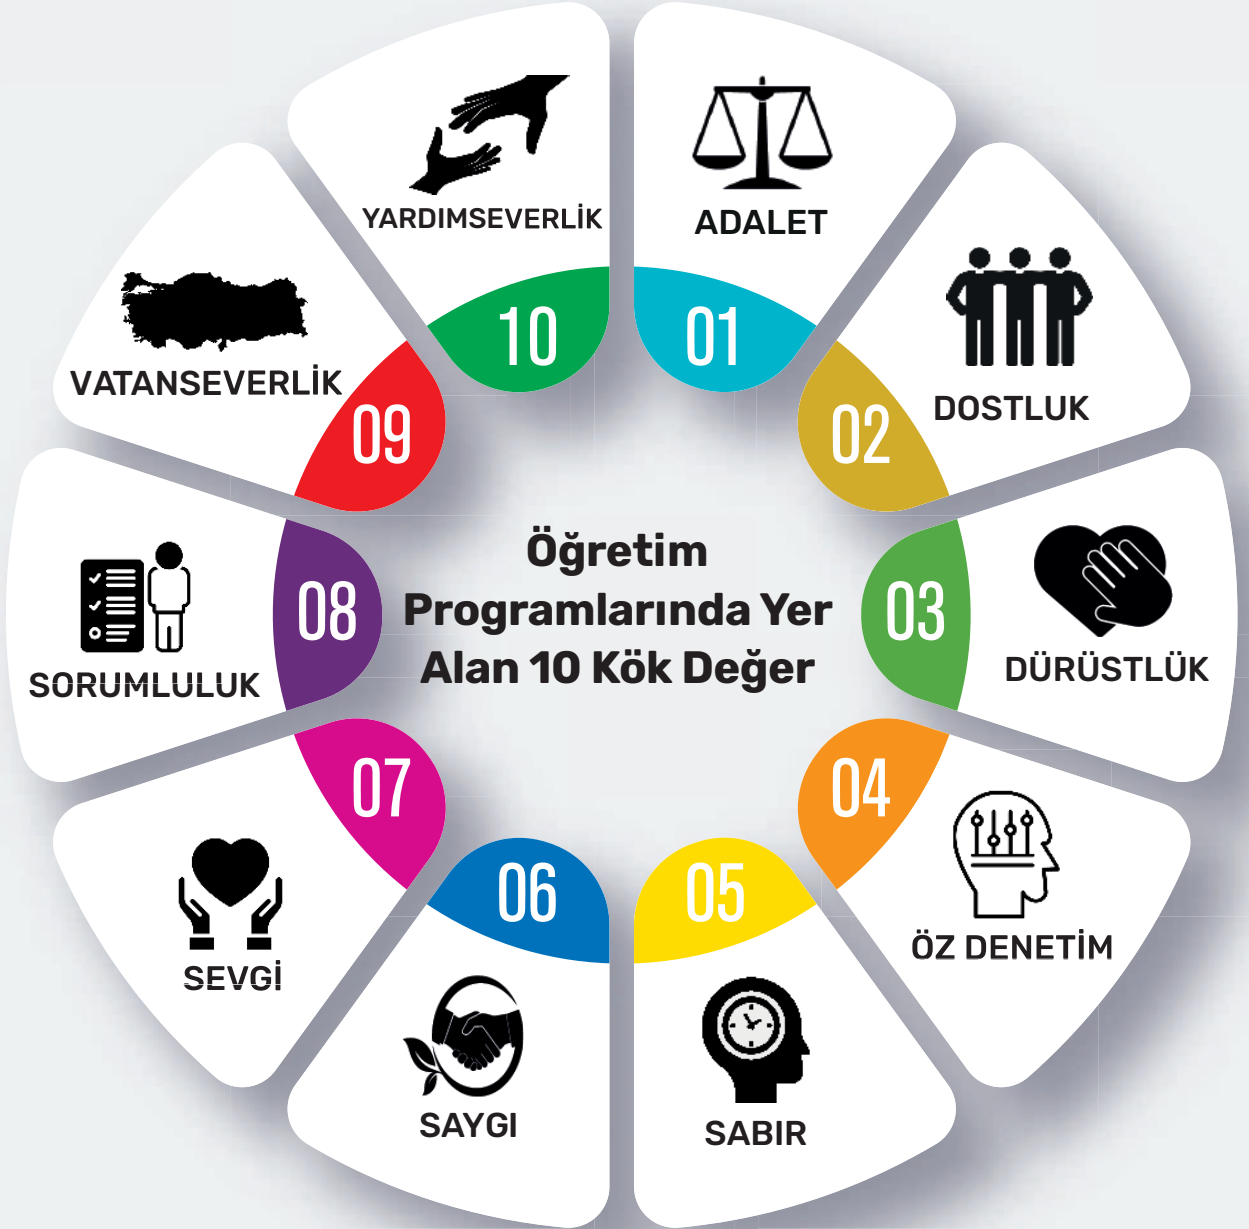 Öğretim
Programlarında Yer
Alan 10 Kök Değer
ADALET
01
DOSTLUK
02
03
DÜRÜSTLÜK
04
ÖZ DENETİM
05
SABIR
06
SAYGI
07
SEVGİ
08
SORUMLULUK
VATANSEVERLİK
09
YARDIMSEVERLİK
10